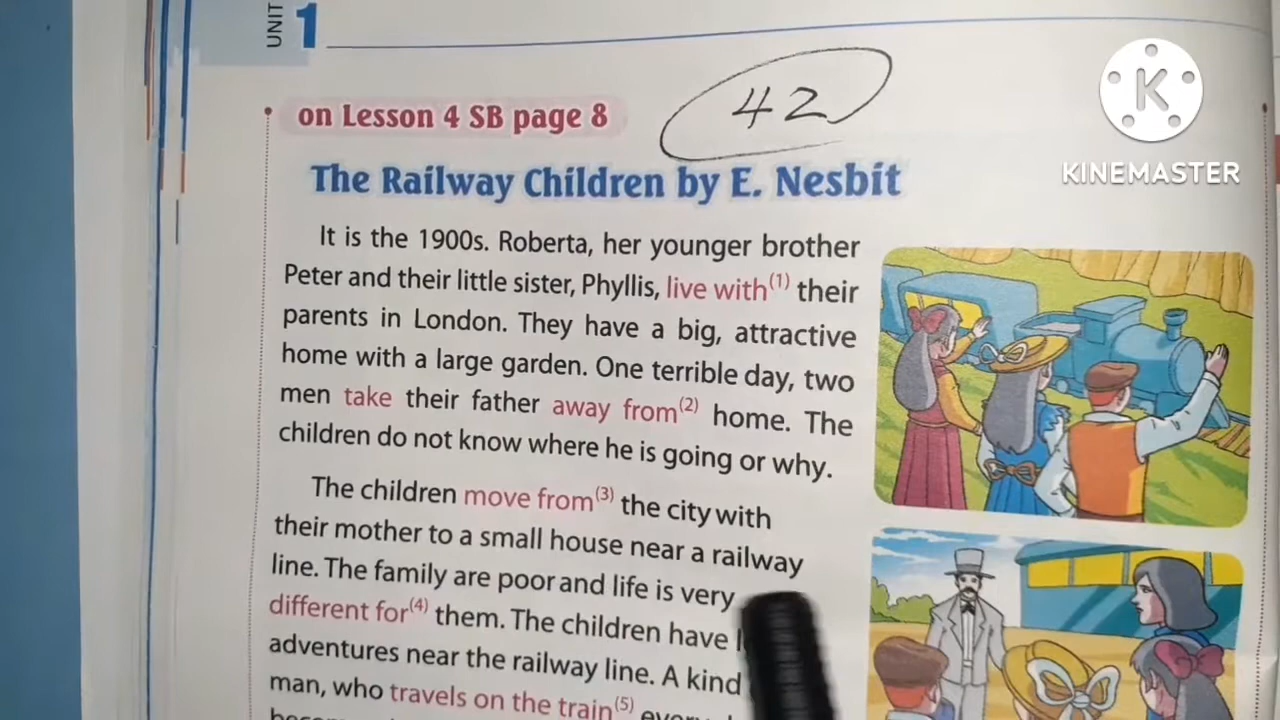 UNIT 1
42
on Lesson 4 SB page 8
K
KINEMASTER
The Railway Children by E. Nesbit
It is the 1900s. Roberta, her younger brother
Peter and their little sister, Phyllis, live with(1) their
parents in London. They have a big, attractive
home with a large garden. One terrible day, two
men take their father away from(2) home. The
children do not know where he is going or why.
The children move from(3) the city with
their mother to a small house near a railway
line. The family are poor and life is very
different for(4) them. The children have
adventures near the railway line. A kind
man, who travels on the train(5)